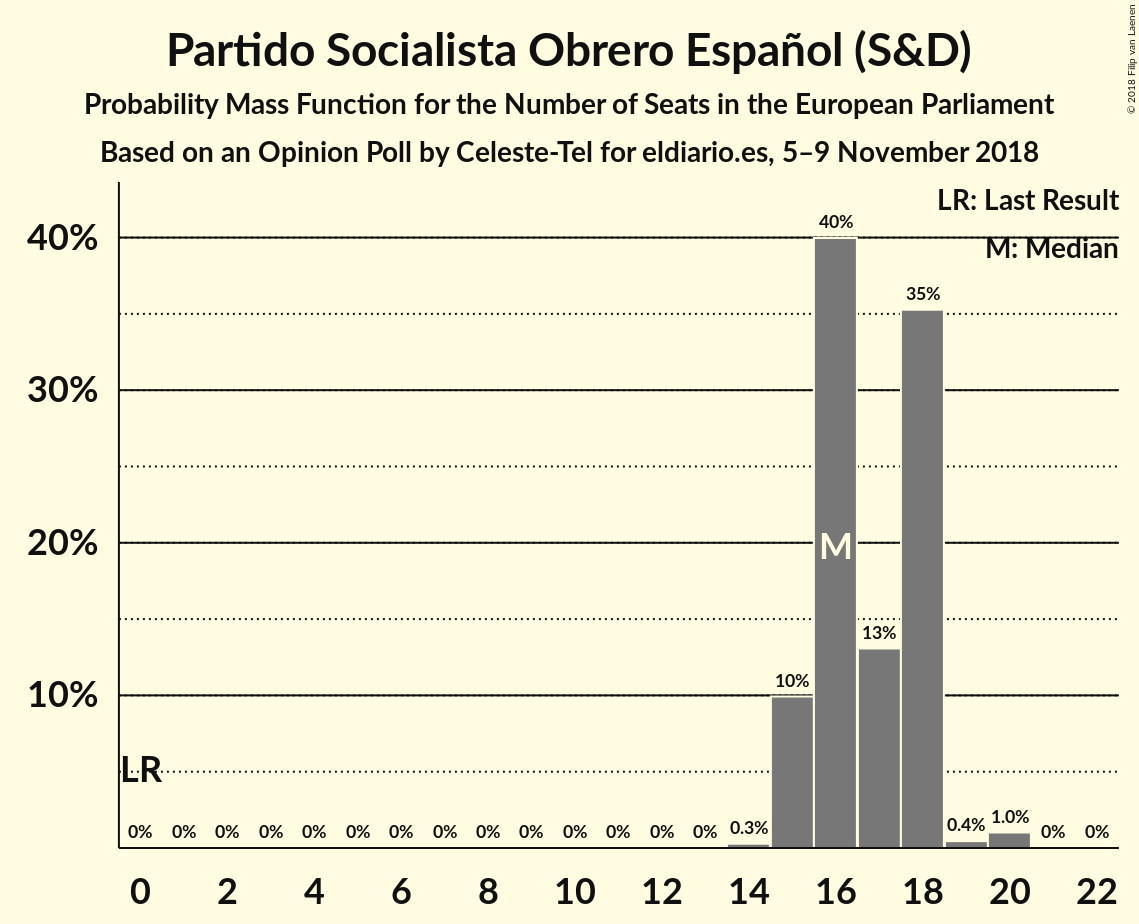 Partido Socialista Obrero Español (S&D)
Probability Mass Function for the Number of Seats in the European Parliament
Based on an Opinion Poll by Celeste-Tel for eldiario.es, 5–9 November 2018
© 2018 Filip van Laenen
LR: Last Result
M: Median
40%
30%
20%
10%
40%
35%
M
13%
10%
LR
0% 0% 0% 0% 0% 0% 0% 0% 0% 0% 0% 0% 0% 0% 0.3% 0.4% 1.0% 0% 0%
0 2 4 6 8 10 12 14 16 18 20 22